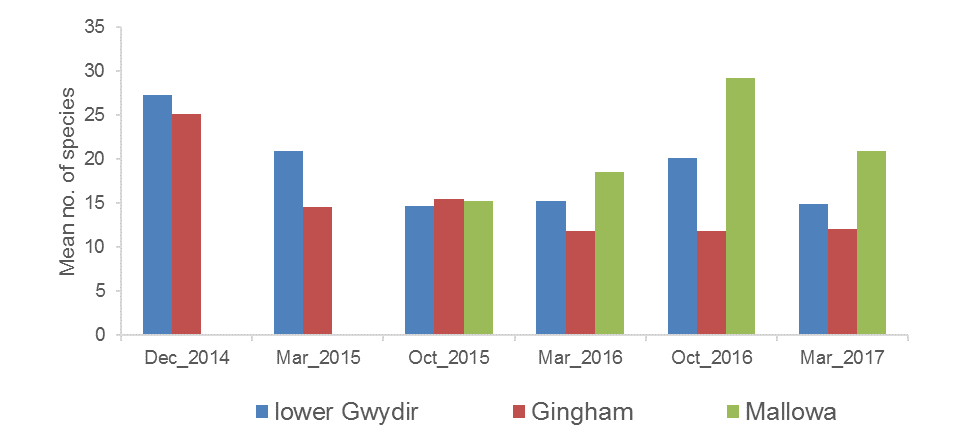 35
30
25
20
15
10
5
0
Mean no. of species
Dec_2014 Mar_2015 Oct_2015 Mar_2016 Oct_2016 Mar_2017
lower Gwydir Gingham Mallowa